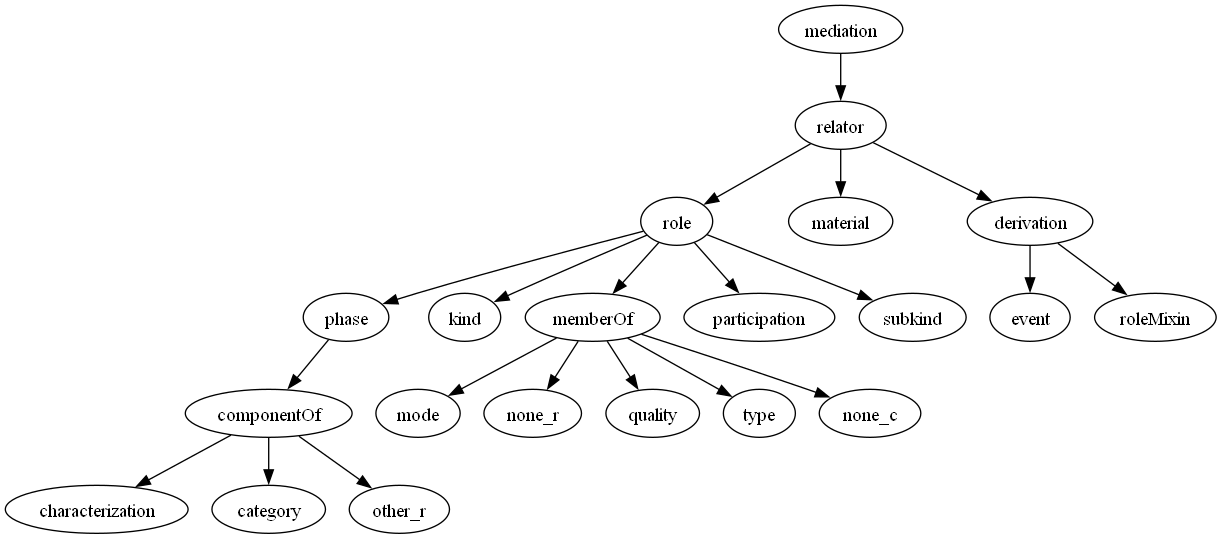 mediation
relator
role
material
derivation
phase
kind
memberOf
participation
subkind
event
roleMixin
componentOf
mode
none_r
quality
type
none_c
characterization
category
other_r